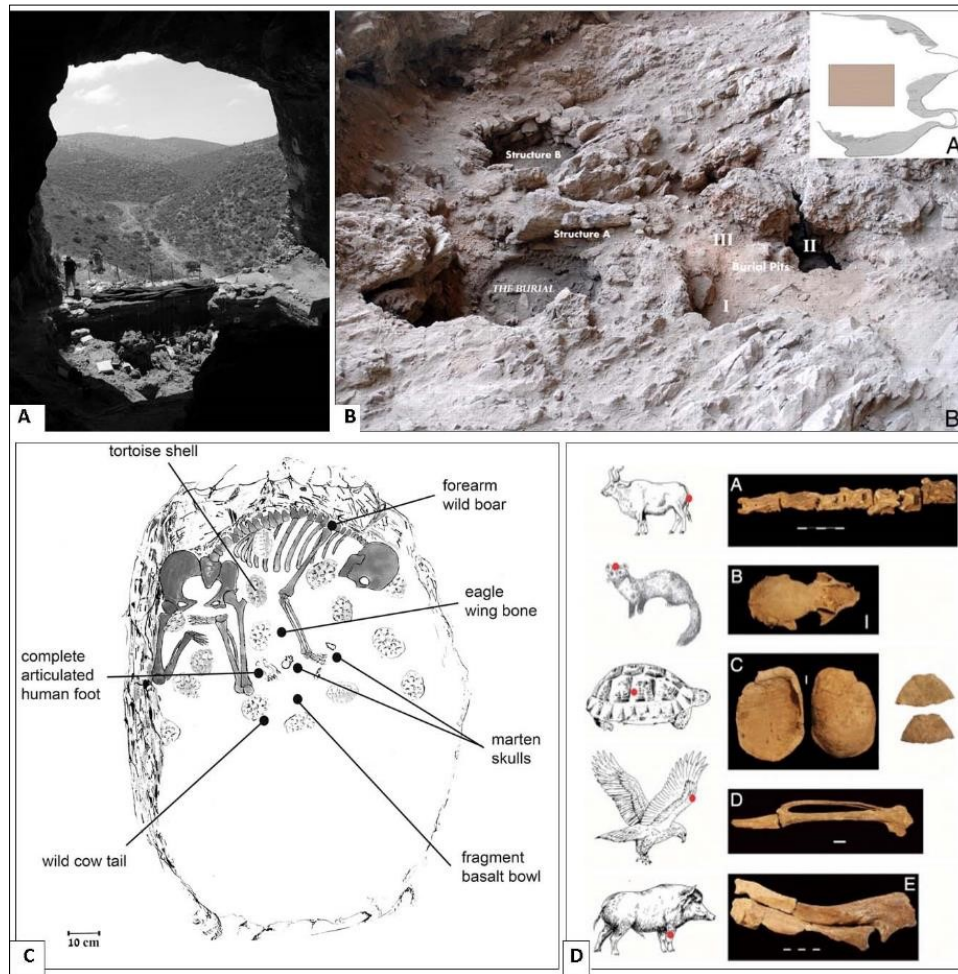 A
Structure B
Structure A
THE BURIAL
III
II
Burial Pits
I
A
B
B
tortoise shell
forearm
wild boar
eagle
wing bone
complete
articulated
human foot
marten
skulls
wild cow tail
fragment
basalt bowl
10 cm
C
A
B
C
D
E
D